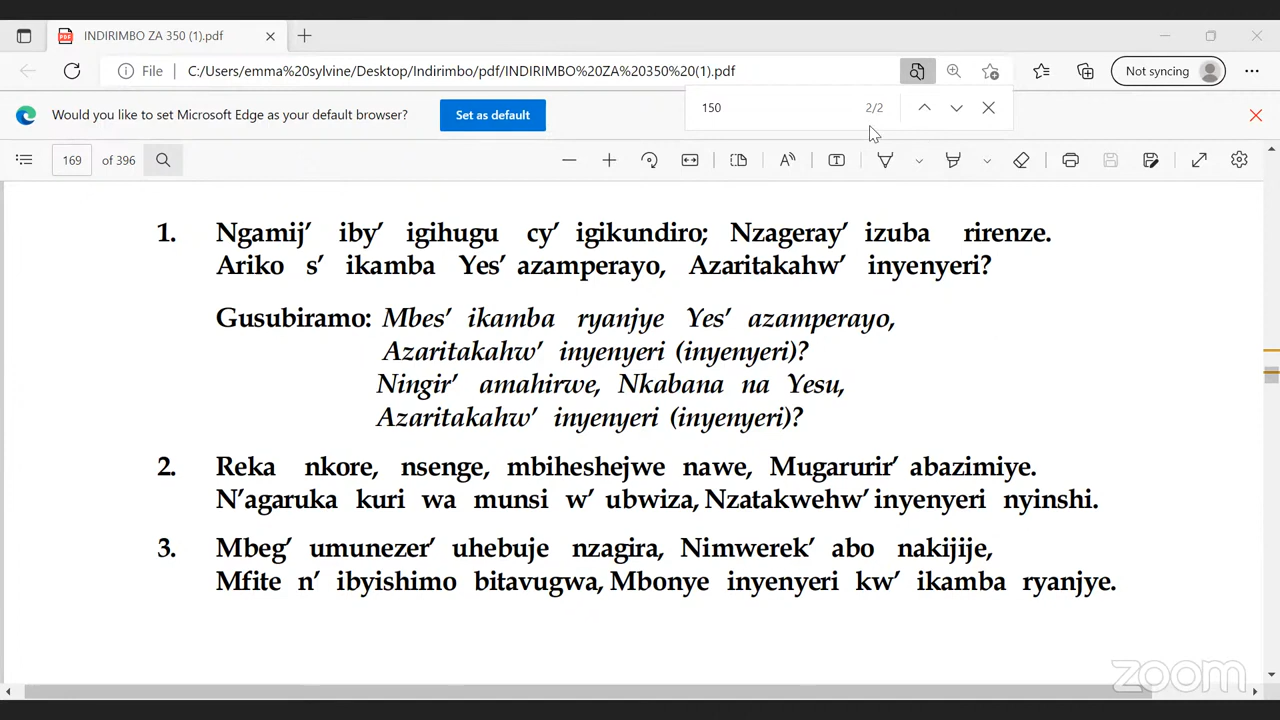 INDIRIMBO ZA 350 (1).pdf
File C:/Users/emma%20sylvine/Desktop/Indirimbo/pdf/INDIRIMBO%20ZA%20350%20(1).pdf
Not syncing
Would you like to set Microsoft Edge as your default browser?
Set as default
150 2/2
169 of 396
1. Ngamij’ iby’ igihugu cy’ igikundiro; Nzageray’ izuba rirenze.
Ariko s’ ikamba Yes’ azamperayo, Azaritakahw’ inyenyeri?
Gusubiramo: Mbes’ ikamba ryanjye Yes’ azamperayo,
Azaritakahw’ inyenyeri (inyenyeri)?
Ningir’ amahirwe, Nkabana na Yesu,
Azaritakahw’ inyenyeri (inyenyeri)?
2. Reka nkore, nsenge, mbiheshejwe nawe, Mugarurir’ abazimiye.
N’agaruka kuri wa munsi w’ ubwiza, Nzatakwehw’ inyenyeri nyinshi.
3. Mbeg’ umunezer’ uhebuje nzagira, Nimwerek’ abo nakijije,
Mfite n’ ibyishimo bitavugwa, Mbonye inyenyeri kw’ ikamba ryanjye.
zoom